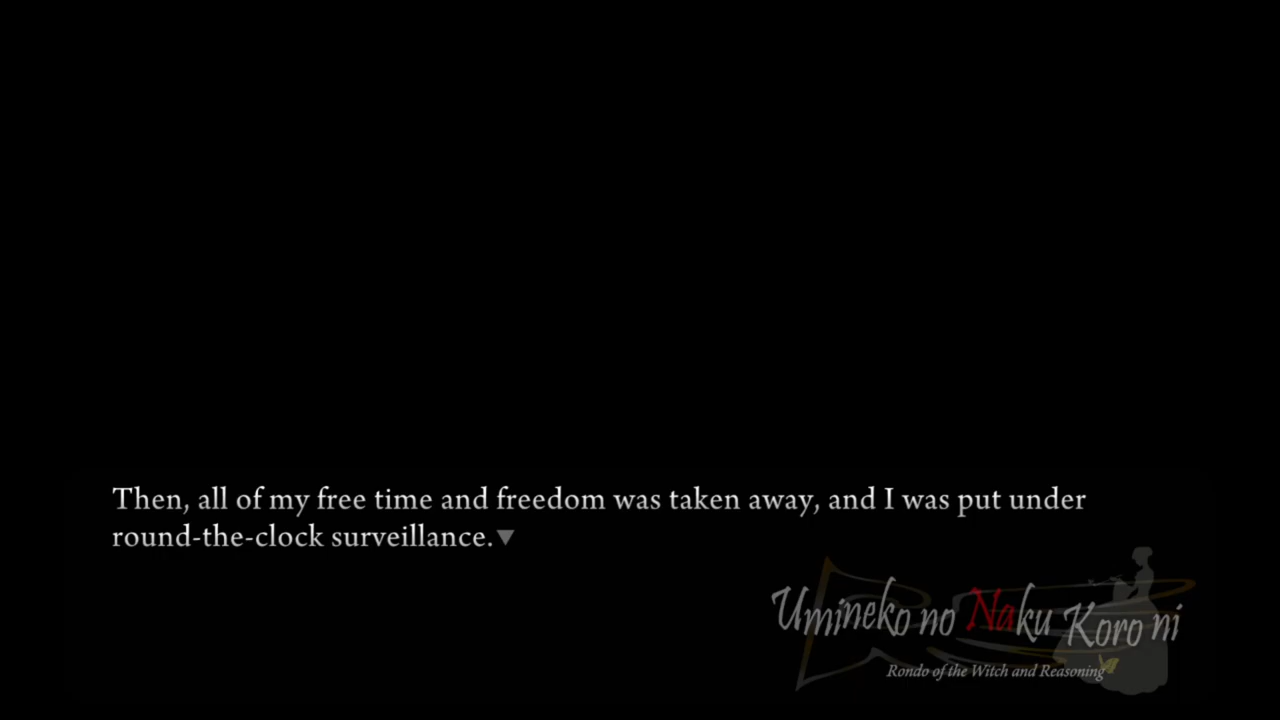 Then, all of my free time and freedom was taken away, and I was put under
round-the-clock surveillance.
Umineko no Naku Koro ni
Rondo of the Witch and Reasoning